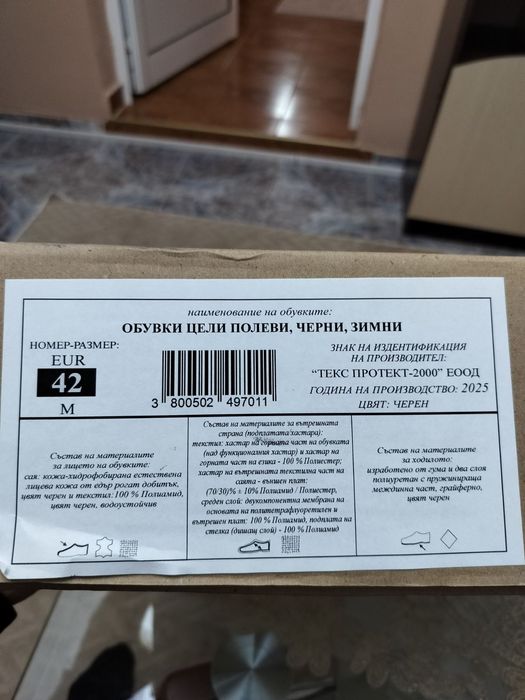 наименование на обувките:
ОБУВКИ ЦЕЛИ ПОЛЕВИ, ЧЕРНИ, ЗИМНИ
НОМЕР-РАЗМЕР:
EUR
42
M
3 800502 497011
ЗНАК НА ИЗДЕНТИФИКАЦИЯ
НА ПРОИЗВОДИТЕЛ:
“ТЕКС ПРОТЕКТ-2000” ЕООД
ГОДИНА НА ПРОИЗВОДСТВО: 2025
ЦВЯТ: ЧЕРЕН
Състав на материалите
за лицето на обувките:
сая: кожа-хидрофобирана естествена
лицева кожа от едър рогат добитък,
цвят черен и текстил: 100 % Полиамид,
цвят черен, водоустойчив
Състав на материалите за вътрешната
страна (подплатата/хастара):
текстил: хастар на горната част на обувката
(над функционалния хастар) и хастар на
горната част на езика - 100 % Полиестер;
хастар на вътрешната текстилна част на
саята - външен плат:
(70/30)% ± 10% Полиамид / Полиестер,
среден слой: двукомпонентна мембрана на
основата на политетрафлуоретилен и
вътрешен плат: 100 % Полиамид, подплата на
стелка (дишащ слой) - 100 % Полиамид
Състав на материалите
за ходилото:
изработено от гума и два слоя
полиуретан с пружинираща
междинна част, грайферно,
цвят черен